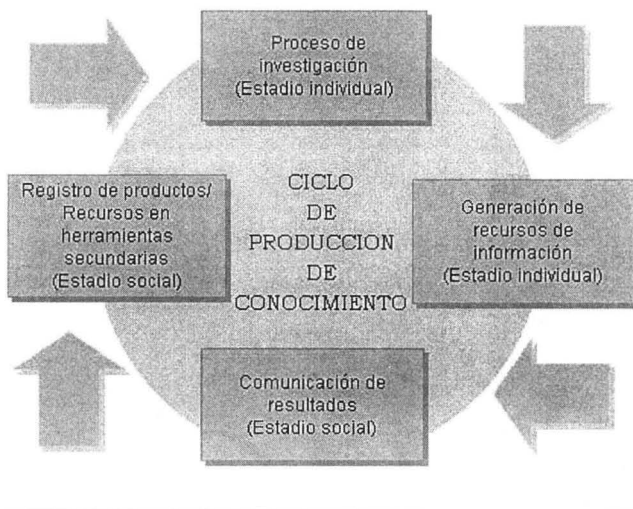 Proceso de
investigación
(Estadio individual)
Registro de productos/
Recursos en
herramientas
secundarias
(Estadio social)
CICLO
DE
PRODUCCION
DE
CONOCIMIENTO
Generación de
recursos de
información
(Estadio individual)
Comunicación de
resultados
(Estadio social)